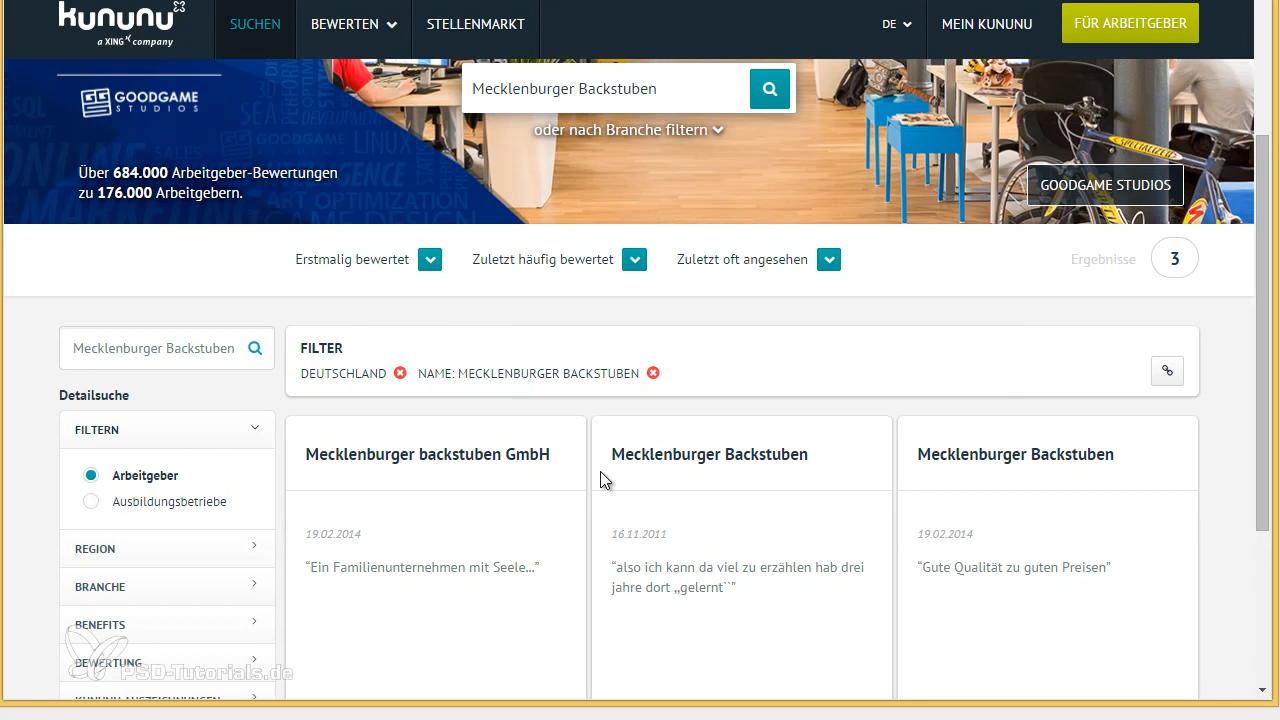 kununu
a XING company
SUCHEN
BEWERTEN
STELLENMARKT
DE
MEIN KUNUNU
FÜR ARBEITGEBER
GOODGAME
STUDIOS
Mecklenburger Backstuben
oder nach Branche filtern
Über 684.000 Arbeitgeber-Bewertungen
zu 176.000 Arbeitgebern.
GOODGAME STUDIOS
Erstmalig bewertet
Zuletzt häufig bewertet
Zuletzt oft angesehen
Ergebnisse 3
Mecklenburger Backstuben
Detailsuche
FILTERN
Arbeitgeber
Ausbildungsbetriebe
REGION
BRANCHE
BENEFITS
BEWERTUNG
KUNUNU AUSZEICHNUNGEN
FILTER
DEUTSCHLAND NAME: MECKLENBURGER BACKSTUBEN
Mecklenburger backstuben GmbH
19.02.2014
“Ein Familienunternehmen mit Seele...”
Mecklenburger Backstuben
16.11.2011
“also ich kann da viel zu erzählen hab drei
jahre dort ,,gelernt``”
Mecklenburger Backstuben
19.02.2014
“Gute Qualität zu guten Preisen”
PSD-Tutorials.de